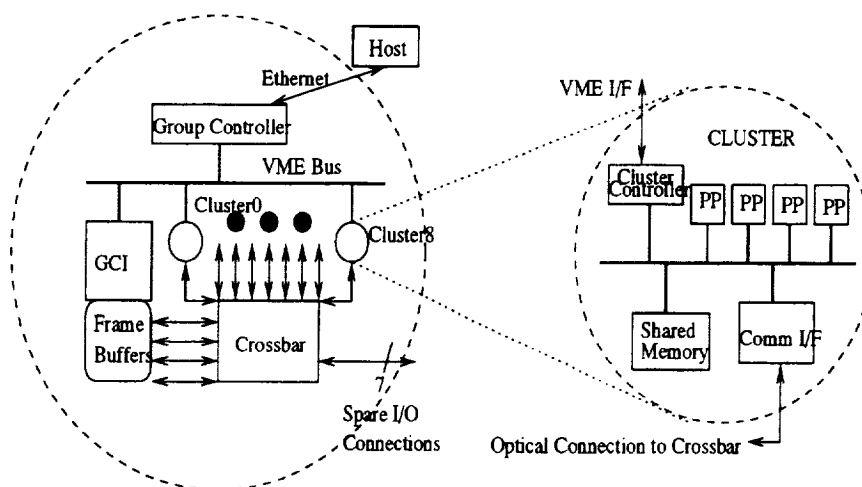 Host
Ethernet
Group Controller
VME Bus
Cluster0
Cluster8
GCI
Frame
Buffers
Crossbar
7
Spare I/O
Connections
VME I/F
CLUSTER
Cluster
Controller
PP
PP
PP
PP
Shared
Memory
Comm I/F
Optical Connection to Crossbar